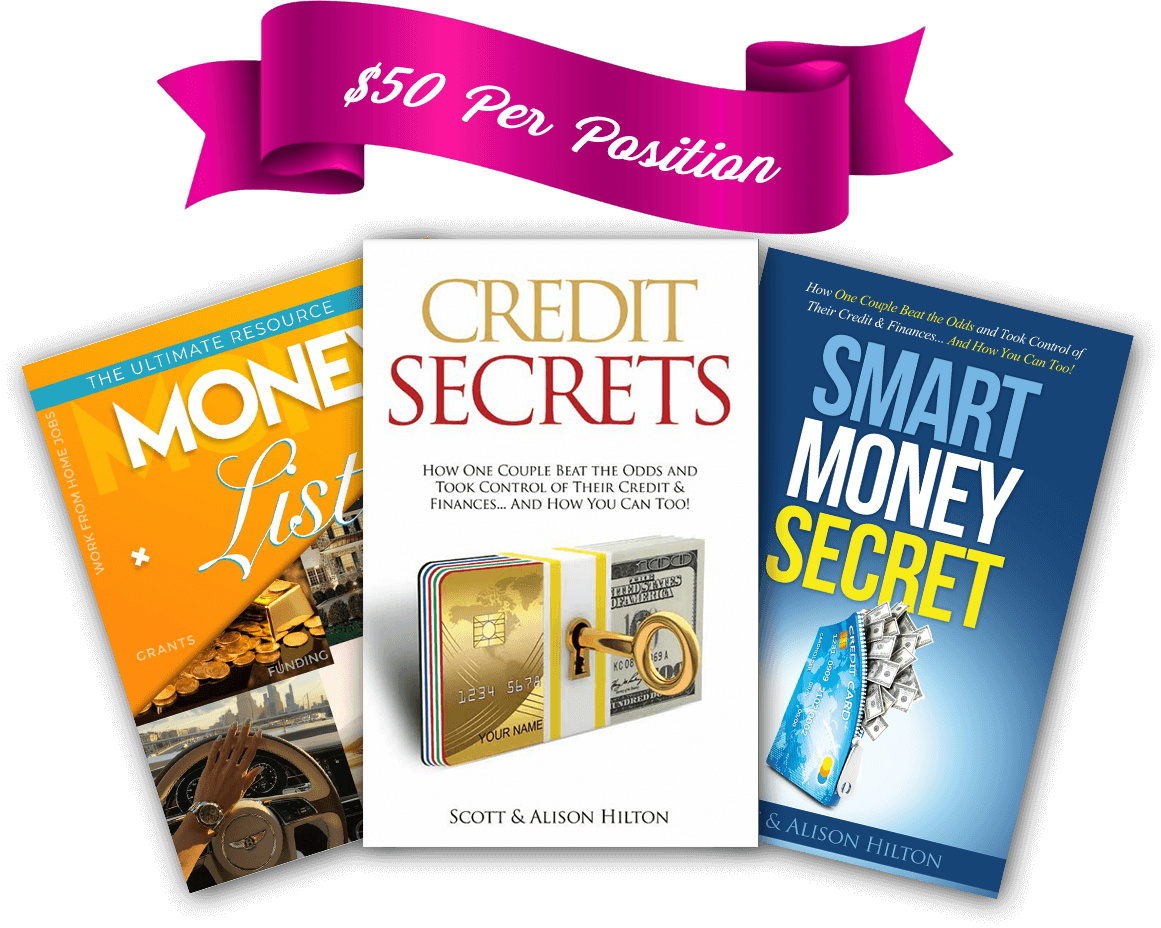 $50 Per Position
THE ULTIMATE RESOURCE
MONEY
List
WORK FROM HOME JOBS
GRANTS
FUNDING
CREDIT
SECRETS
HOW ONE COUPLE BEAT THE ODDS AND
TOOK CONTROL OF THEIR CREDIT &
FINANCES... AND HOW YOU CAN TOO!
1234 5678
YOUR NAME
SCOTT & ALISON HILTON
How One Couple Beat the Odds and Took Control of
Their Credit & Finances... And How You Can Too!
SMART
MONEY
SECRET
CREDIT CARD
& ALISON HILTON